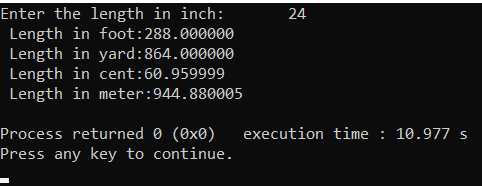 Enter the length in inch:       24
 Length in foot:288.000000
 Length in yard:864.000000
 Length in cent:60.959999
 Length in meter:944.880005
Process returned 0 (0x0)   execution time : 10.977 s
Press any key to continue.